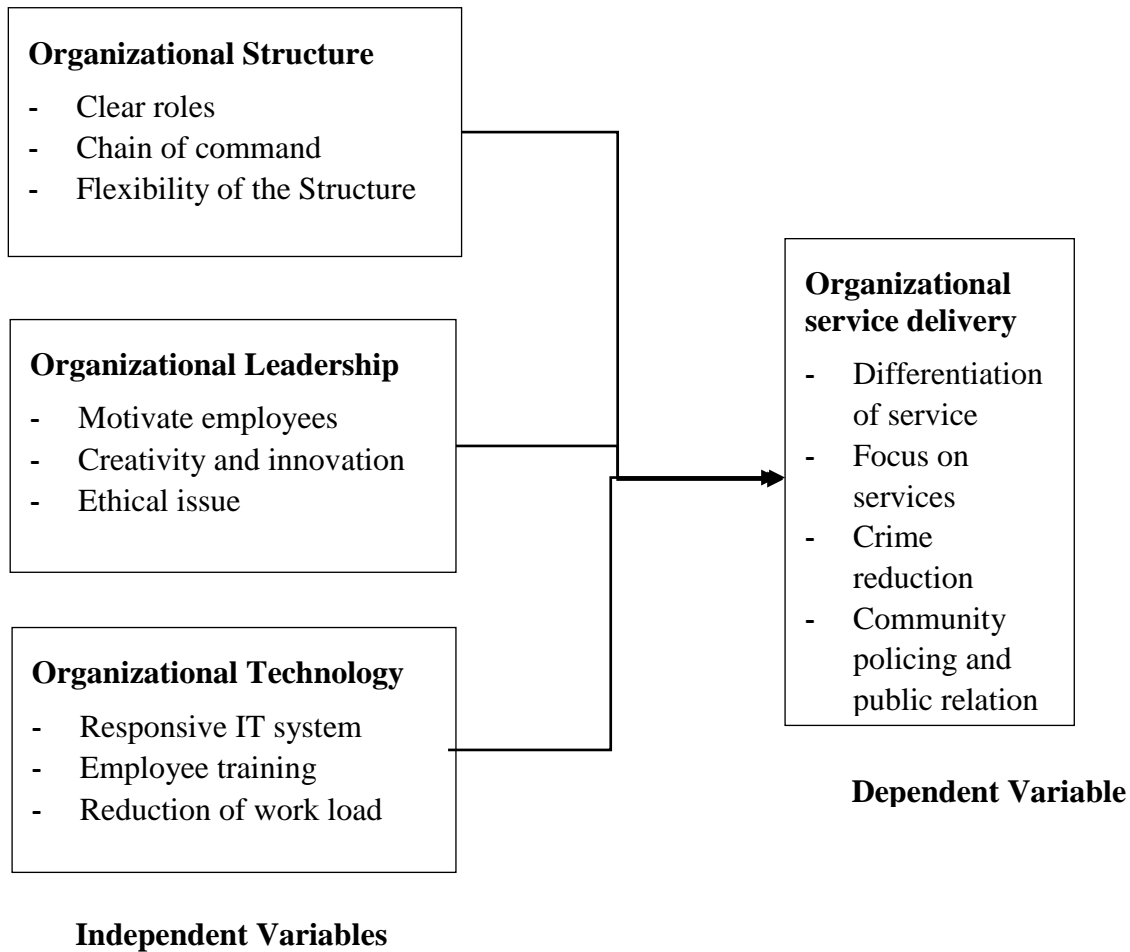 Organizational Structure
- Clear roles
- Chain of command
- Flexibility of the Structure
Organizational Leadership
- Motivate employees
- Creativity and innovation
- Ethical issue
Organizational Technology
- Responsive IT system
- Employee training
- Reduction of work load
Independent Variables
Organizational
service delivery
- Differentiation
of service
- Focus on
services
- Crime
reduction
- Community
policing and
public relation
Dependent Variable